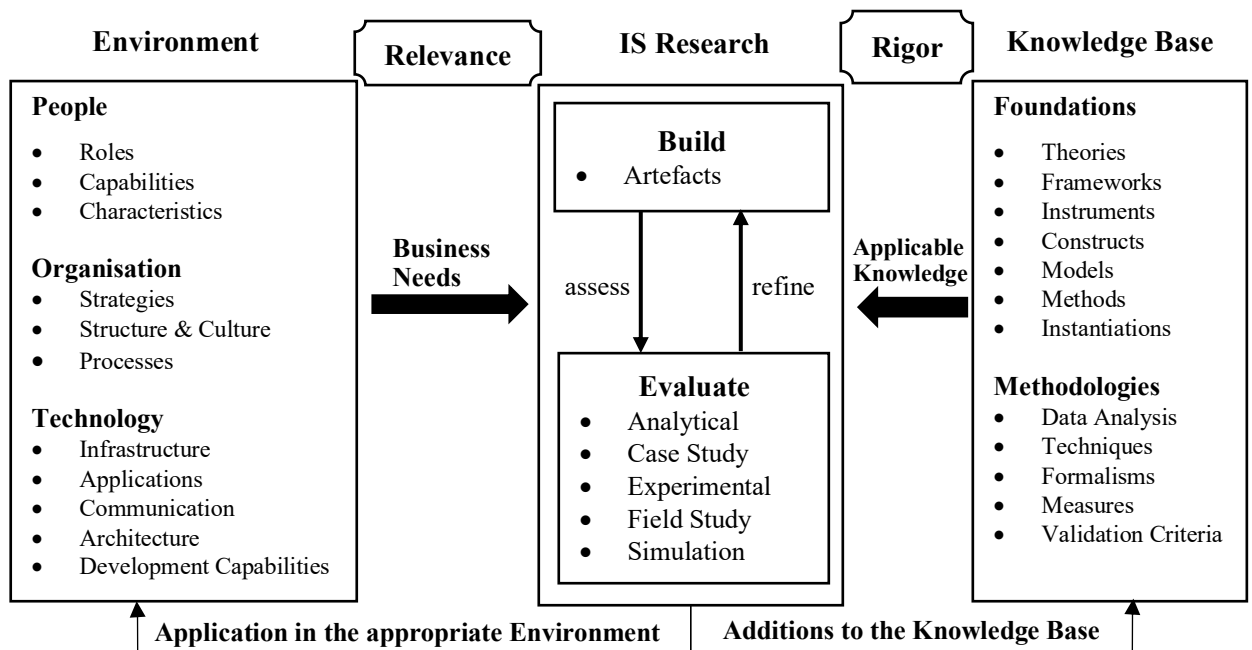 Environment
Relevance
IS Research
Rigor
Knowledge Base
People
• Roles
• Capabilities
• Characteristics
Organisation
• Strategies
• Structure & Culture
• Processes
Technology
• Infrastructure
• Applications
• Communication
• Architecture
• Development Capabilities
Business
Needs
Build
• Artefacts
assess
refine
Evaluate
• Analytical
• Case Study
• Experimental
• Field Study
• Simulation
Applicable
Knowledge
Foundations
• Theories
• Frameworks
• Instruments
• Constructs
• Models
• Methods
• Instantiations
Methodologies
• Data Analysis
• Techniques
• Formalisms
• Measures
• Validation Criteria
Application in the appropriate Environment
Additions to the Knowledge Base